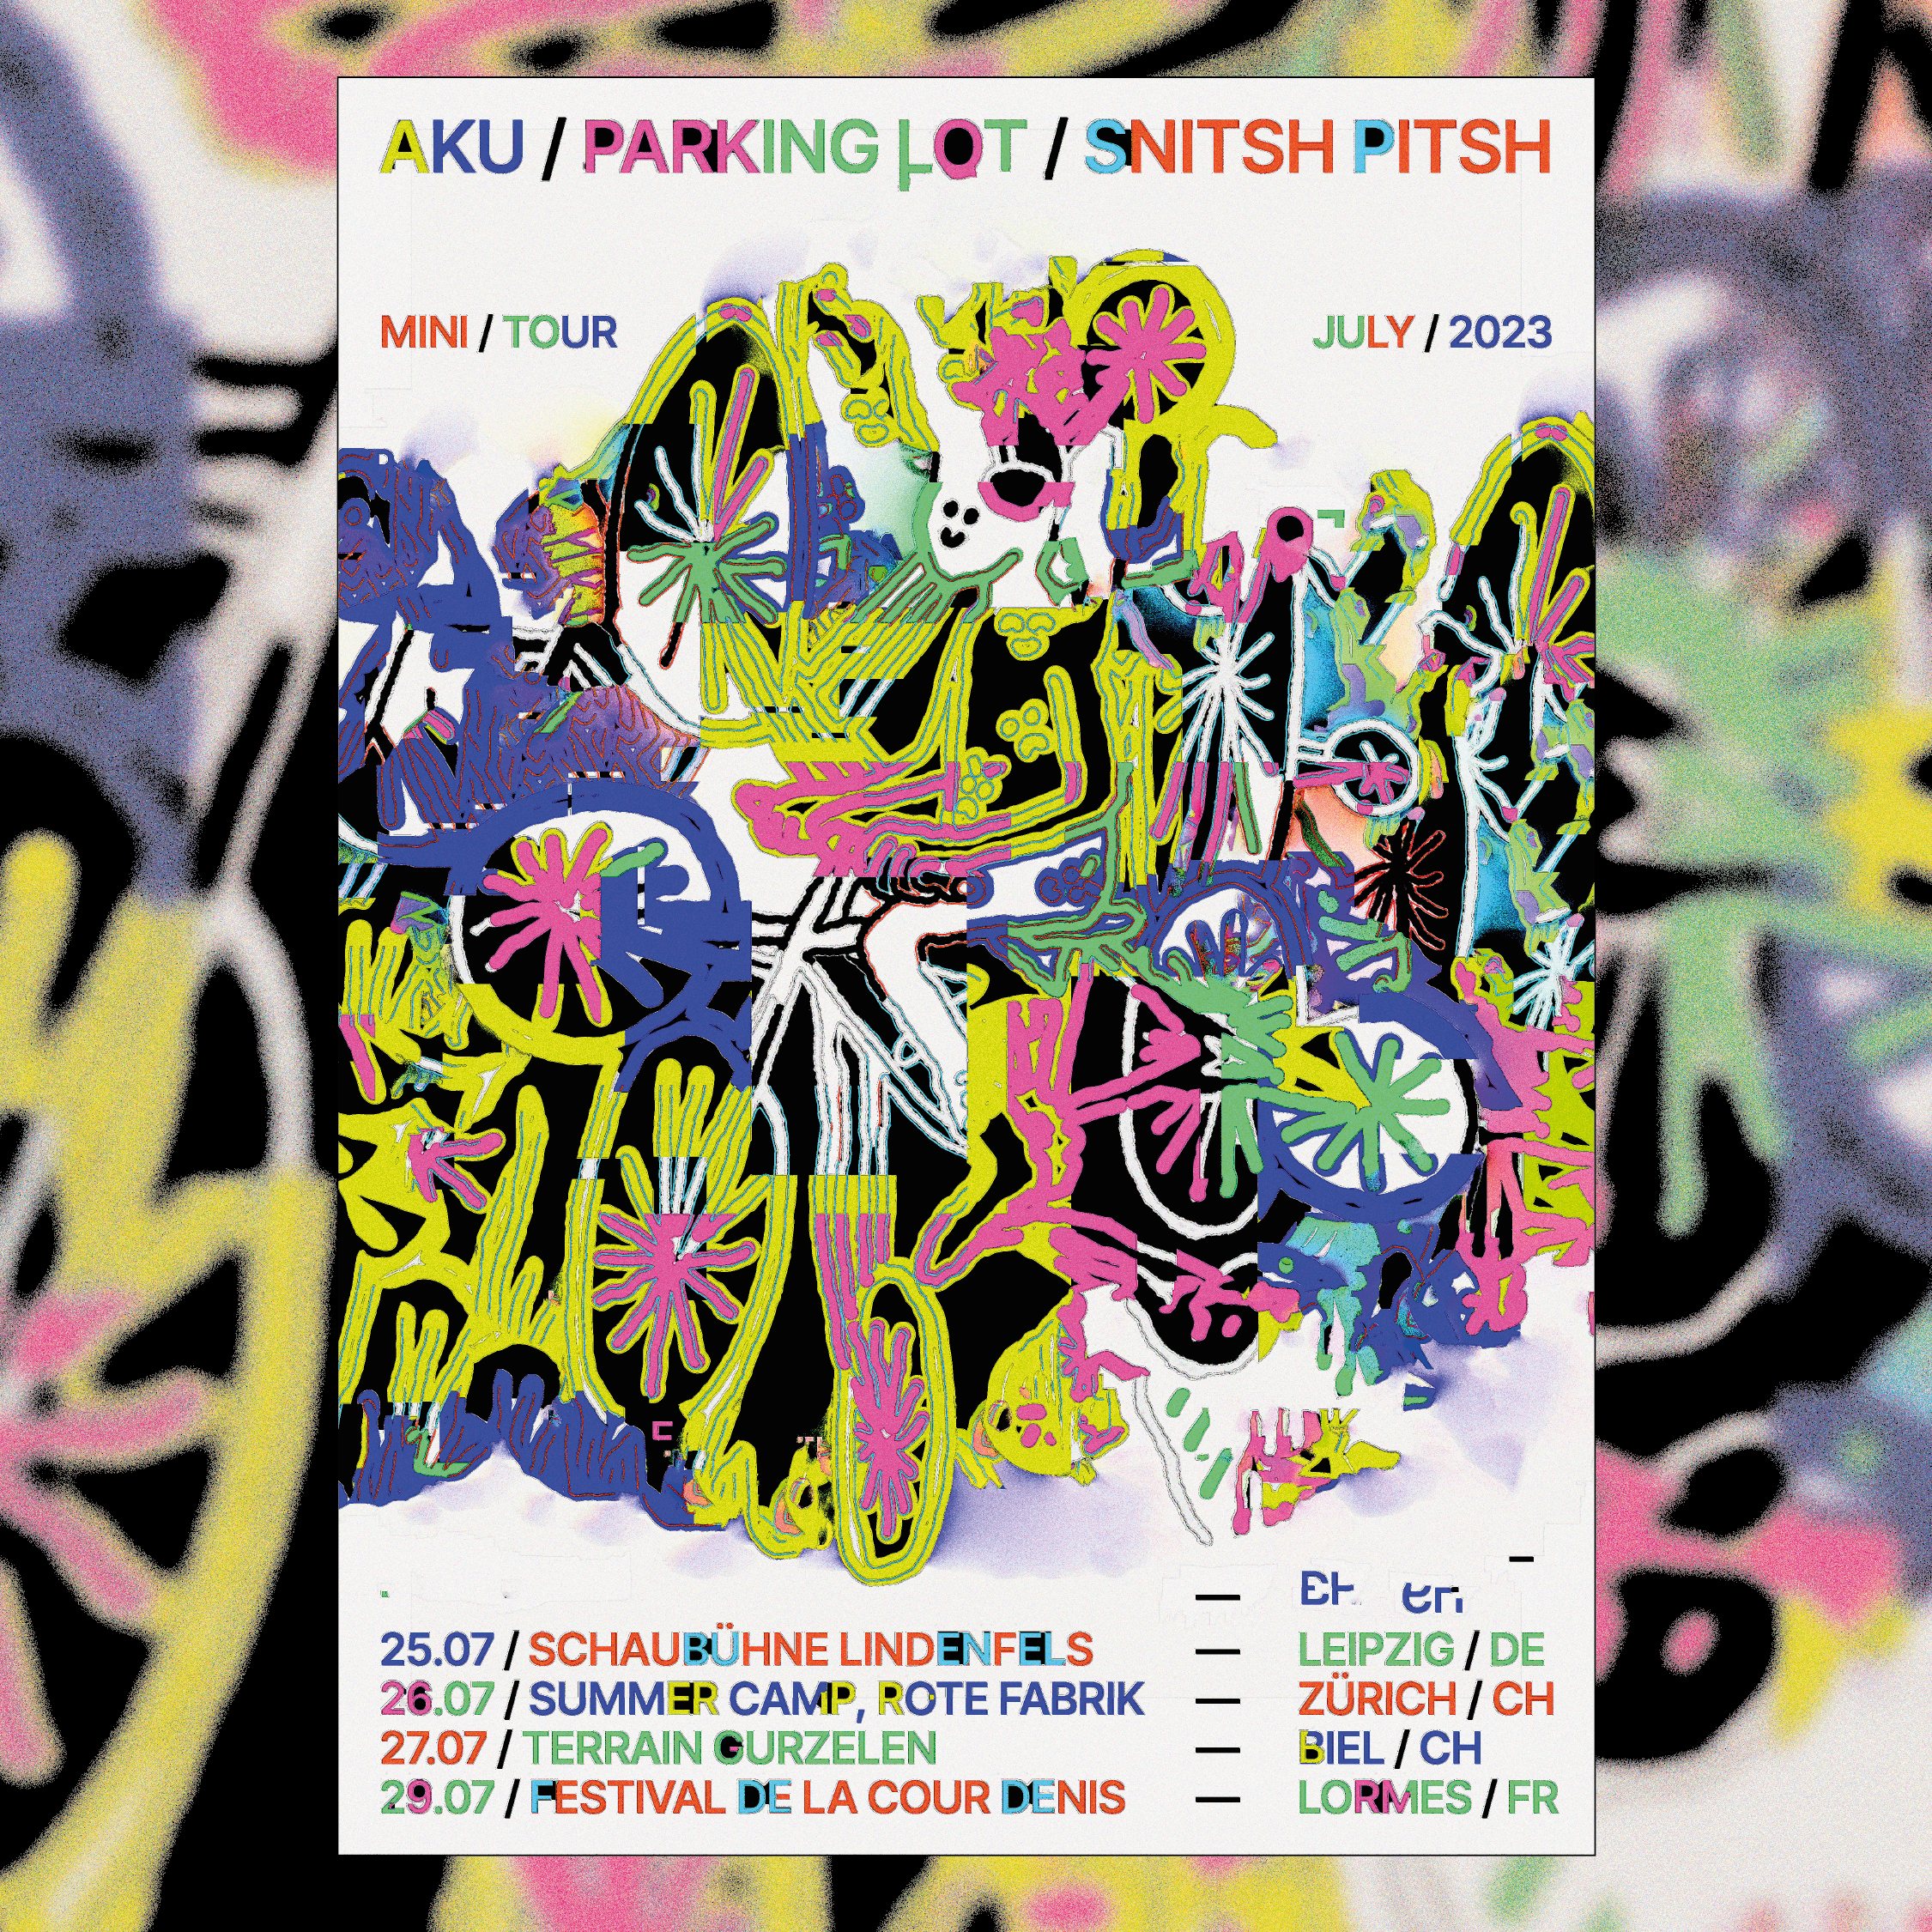 AKU / PARKING LOT / SNITSH PITSH
MINI / TOUR
JULY / 2023
25.07 / SCHAUBÜHNE LINDENFELS — LEIPZIG / DE
26.07 / SUMMER CAMP, ROTE FABRIK — ZÜRICH / CH
27.07 / TERRAIN GURZELEN — BIEL / CH
29.07 / FESTIVAL DE LA COUR DENIS — LORMES / FR